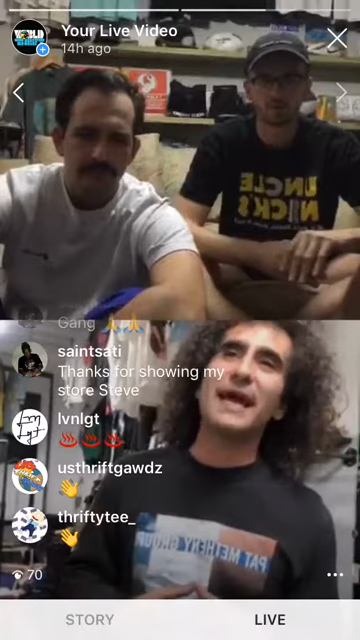 WORLD
Your Live Video
14h ago
UNCLE
NICK'S
Gang 🙏🙏
saintsati
Thanks for showing my
store Steve
lvnlgt
♨️♨️♨️
usthriftgawdz
👋
thriftytee_
👋
PAT METHENY GROUP
70
STORY
LIVE